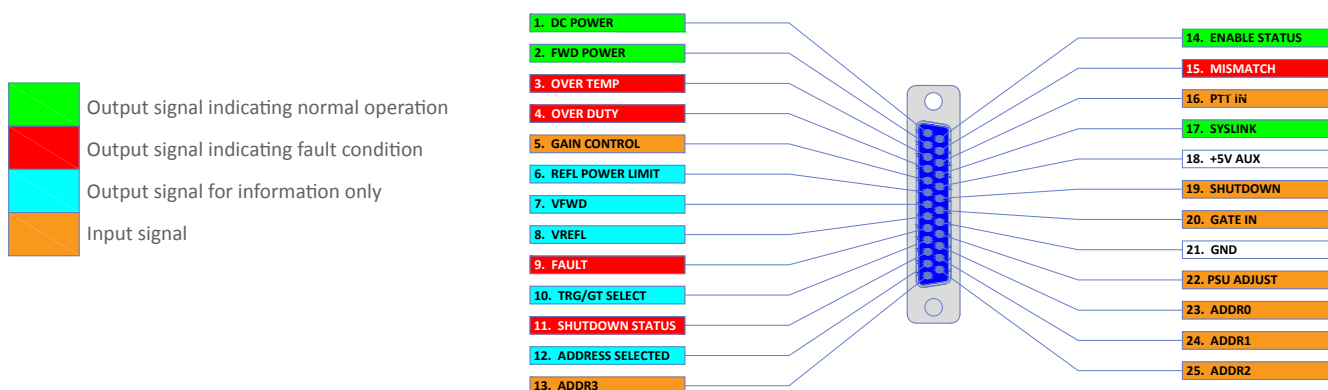 Output signal indicating normal operation
Output signal indicating fault condition
Output signal for information only
Input signal
1. DC POWER
2. FWD POWER
3. OVER TEMP
4. OVER DUTY
5. GAIN CONTROL
6. REFL POWER LIMIT
7. VFWD
8. VREFL
9. FAULT
10. TRG/GT SELECT
11. SHUTDOWN STATUS
12. ADDRESS SELECTED
13. ADDR3
14. ENABLE STATUS
15. MISMATCH
16. PTT iN
17. SYSLINK
18. +5V AUX
19. SHUTDOWN
20. GATE IN
21. GND
22. PSU ADJUST
23. ADDR0
24. ADDR1
25. ADDR2